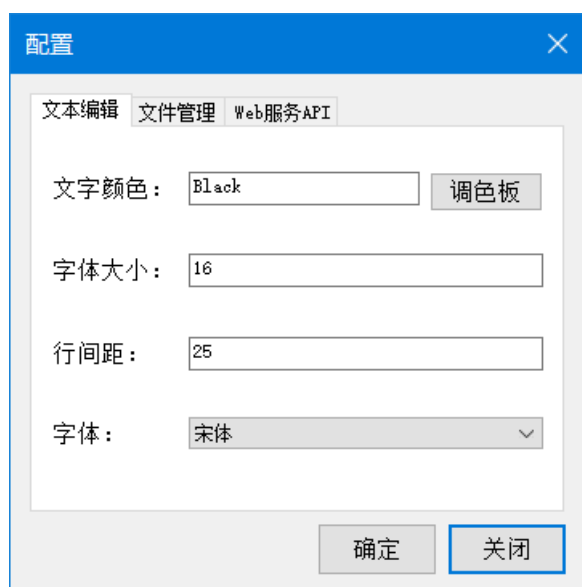 配置
文本编辑 文件管理 Web服务API
文字颜色： Black 调色板
字体大小： 16
行间距： 25
字体： 宋体
确定 关闭